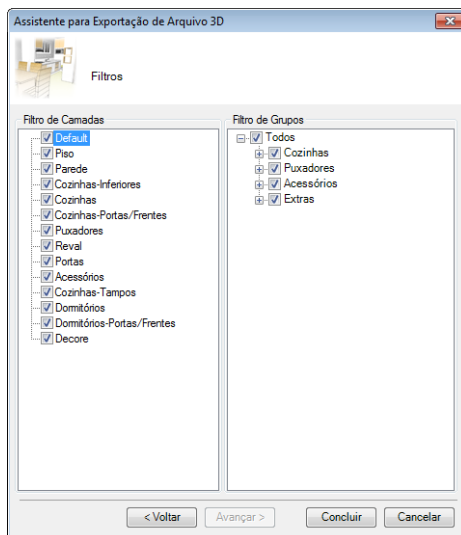 Assistente para Exportação de Arquivo 3D
Filtros
Filtro de Camadas
Default
Piso
Parede
Cozinhas-Inferiores
Cozinhas
Cozinhas-Portas/Frentes
Puxadores
Reval
Portas
Acessórios
Cozinhas-Tampos
Dormitórios
Dormitórios-Portas/Frentes
Decore
Filtro de Grupos
Todos
Cozinhas
Puxadores
Acessórios
Extras
< Voltar
Avançar >
Concluir
Cancelar